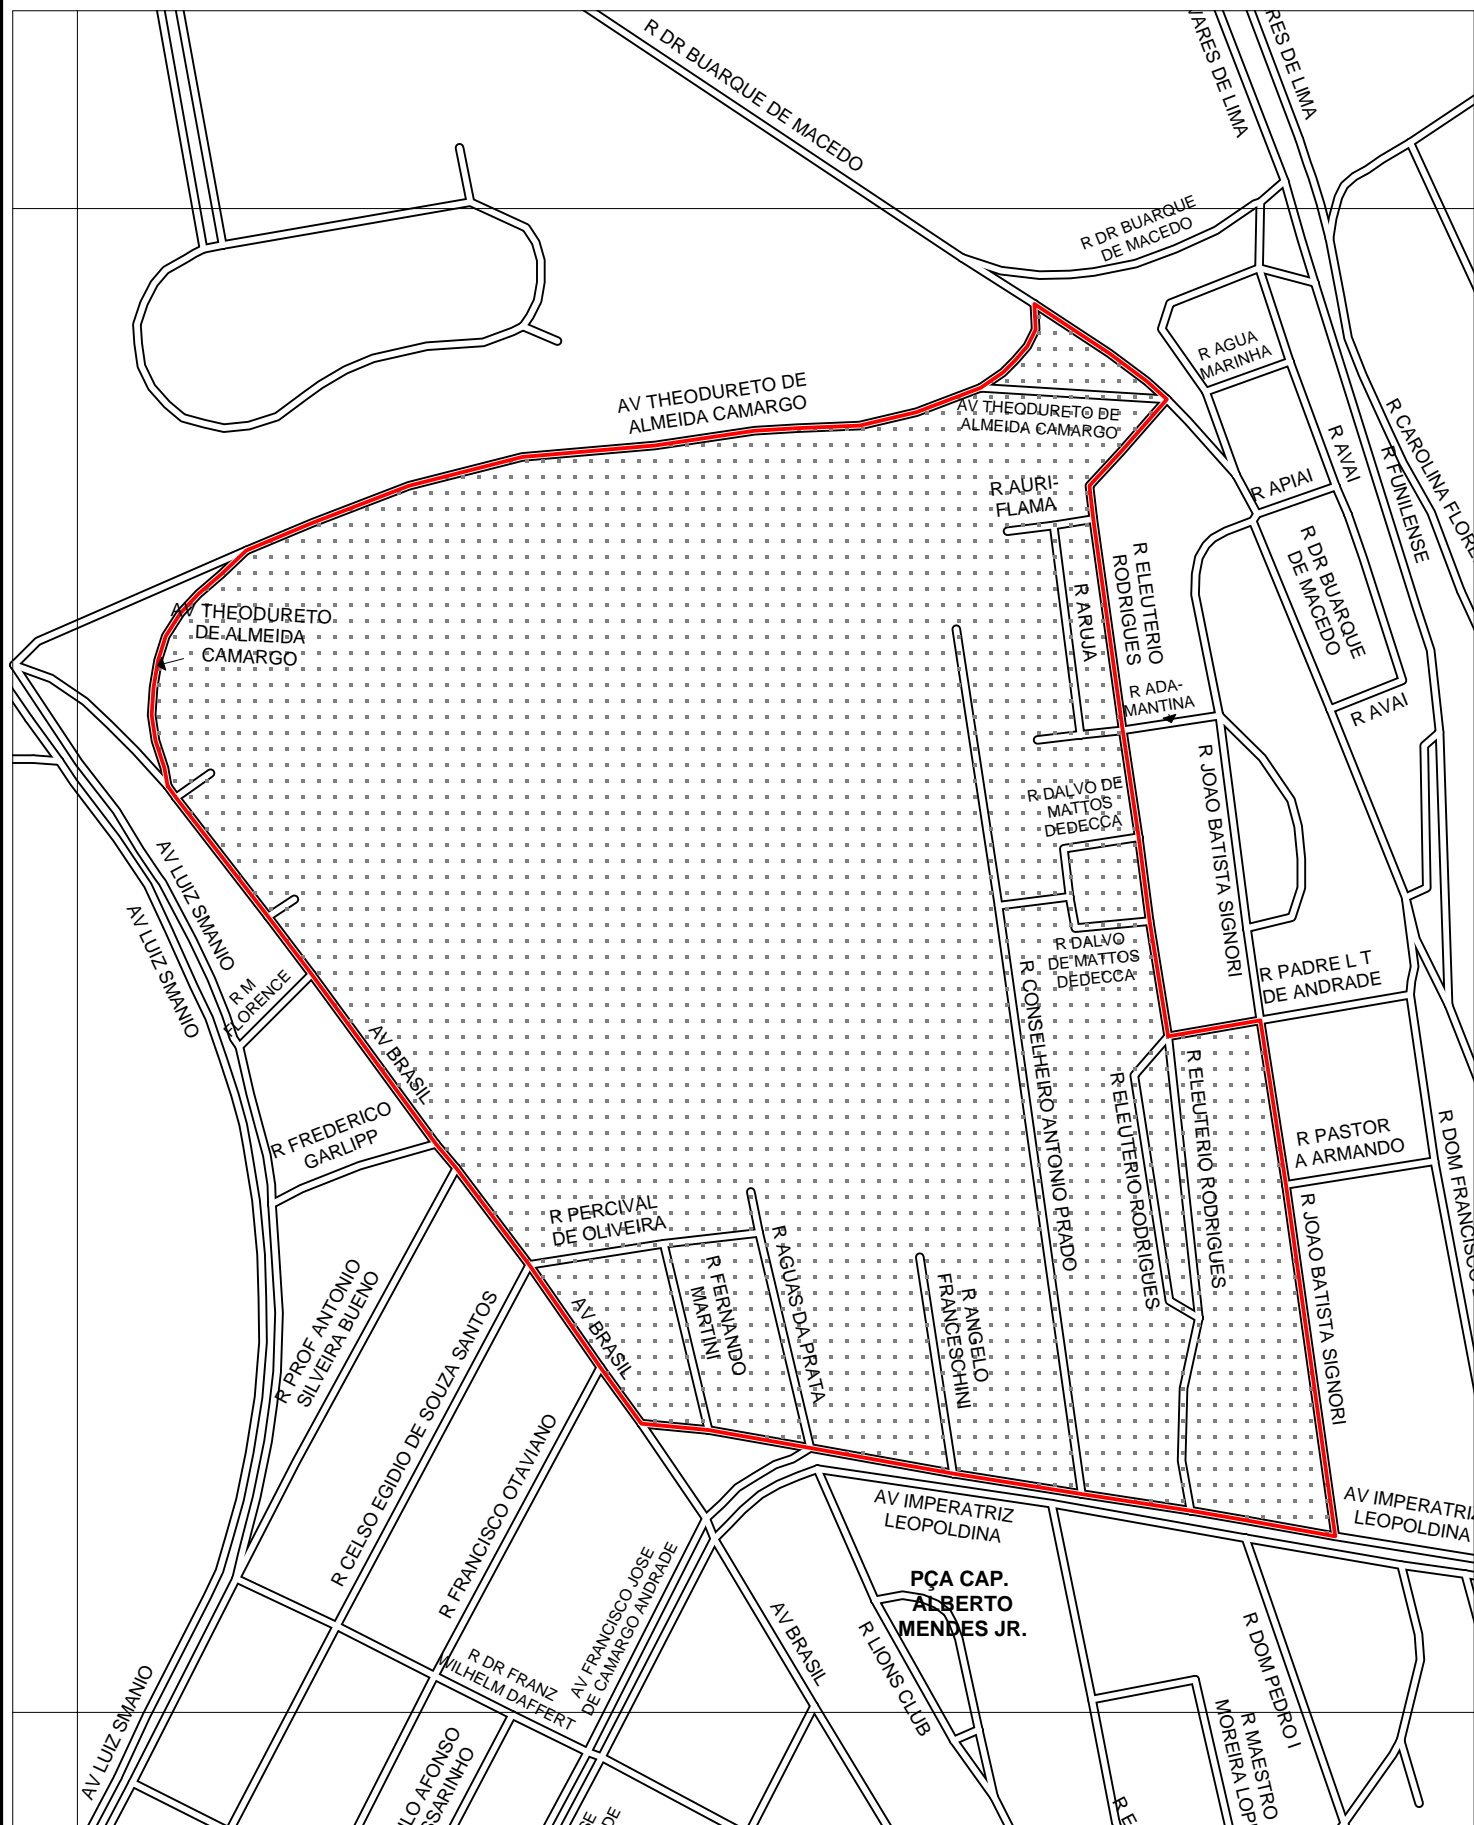 R DR BUARQUE DE MACEDO
VARES DE LIMA
RES DE LIMA
R DR BUARQUE
DE MACEDO
R AGUA
MARINHA
AV THEODURETO DE
ALMEIDA CAMARGO
AV THEODURETO DE
ALMEIDA CAMARGO
R CAROLINA FLORE
R AVAI
R FUNILENSE
R AURI-
FLAMA
R APIAI
R DR BUARQUE
DE MACEDO
R ELEUTERIO
RODRIGUES
R ARUJA
AV THEODURETO
DE ALMEIDA
CAMARGO
R ADA-
MANTINA
R AVAI
R JOAO BATISTA SIGNORI
R DALVO DE
MATTOS
DEDECCA
AV LUIZ SMANIO
AV LUIZ SMANIO
R M
FLORENCE
R DALVO
DE MATTOS
DEDECCA
R PADRE L T
DE ANDRADE
R CONSELHEIRO ANTONIO PRADO
AV BRASIL
R FREDERICO
GARLIPP
R ELEUTERIO RODRIGUES
R ELEUTERIO RODRIGUES
R PASTOR
A ARMANDO
R DOM FRANCISCO
R JOAO BATISTA SIGNORI
R PERCIVAL
DE OLIVEIRA
R FERNANDO
MARTINI
R AGUAS DA PRATA
R ANGELO
FRANCESCHINI
R PROF ANTONIO
SILVEIRA BUENO
AV BRASIL
R CELSO EGIDIO DE SOUZA SANTOS
R FRANCISCO OTAVIANO
AV IMPERATRIZ
LEOPOLDINA
AV IMPERATRIZ
LEOPOLDINA
PÇA CAP.
ALBERTO
MENDES JR.
AV FRANCISCO JOSE
DE CAMARGO ANDRADE
R DR FRANZ
WILHELM DAFFERT
AV BRASIL
R LIONS CLUB
R DOM PEDRO I
R MAESTRO
MOREIRA LOP
AV LUIZ SMANIO
LO AFONSO
SSARINHO
SE
DE
R E